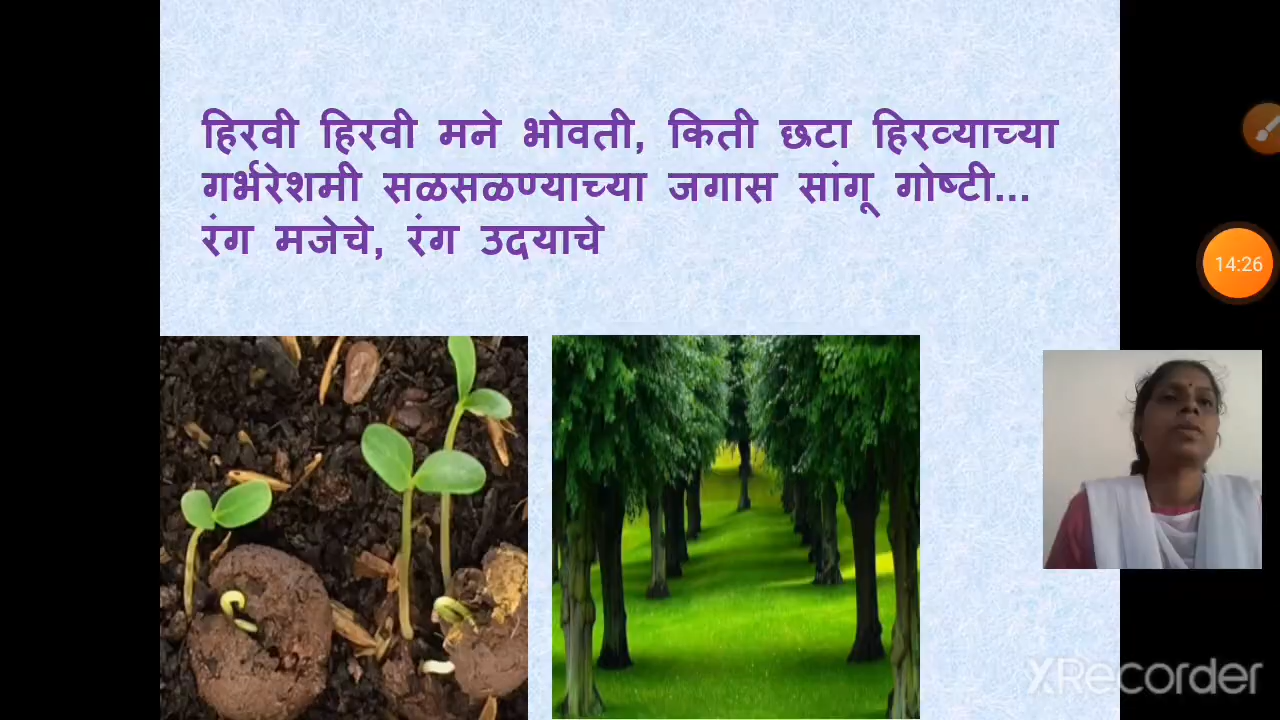 हिरवी हिरवी मने भोवती, किती छटा हिरव्याच्या
गर्भरेशमी सळसळण्याच्या जगास सांगू गोष्टी...
रंग मजेचे, रंग उदयाचे
14:26
XRecorder